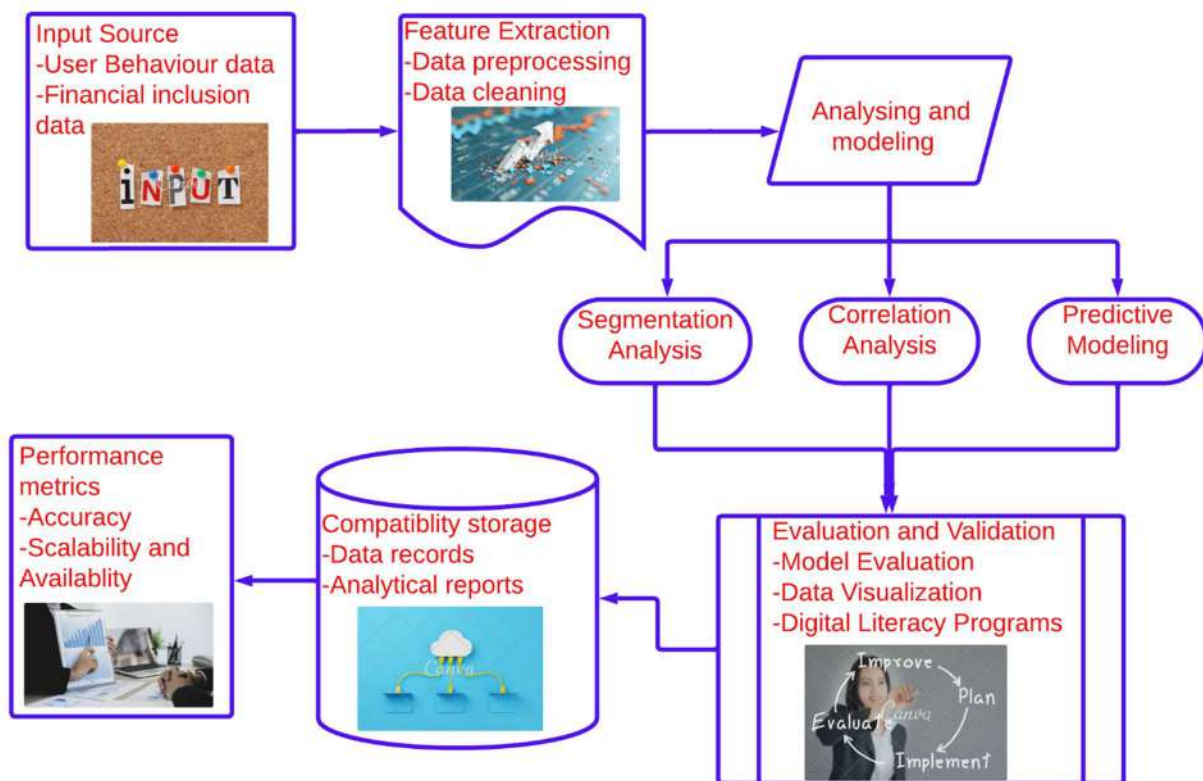 Input Source
-User Behaviour data
-Financial inclusion
data
iNPUT
Feature Extraction
-Data preprocessing
-Data cleaning
Analysing and
modeling
Segmentation
Analysis
Correlation
Analysis
Predictive
Modeling
Performance
metrics
-Accuracy
-Scalability and
Availablity
Compatiblity storage
-Data records
-Analytical reports
Canva
Evaluation and Validation
-Model Evaluation
-Data Visualization
-Digital Literacy Programs
Improve
Plan
Canva
Evaluate
Implement